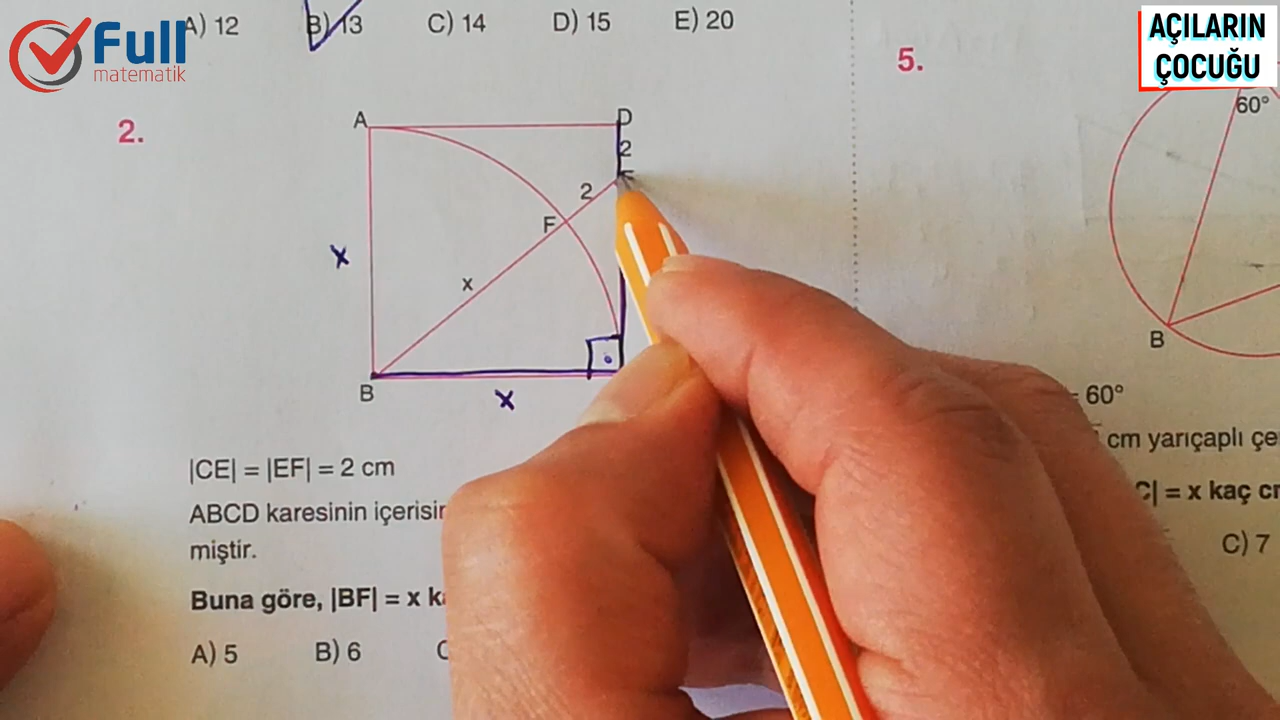 Full
matematik
AÇILARIN
ÇOCUĞU
A) 12 B) 13 C) 14 D) 15 E) 20
2.
A
D
2
2
F
x
x
B
x
|CE| = |EF| = 2 cm
ABCD karesinin içerisin
miştir.
Buna göre, |BF| = x
A) 5 B) 6
5.
60°
B
= 60°
cm yarıçaplı çe
C| = x kaç cm
C) 7